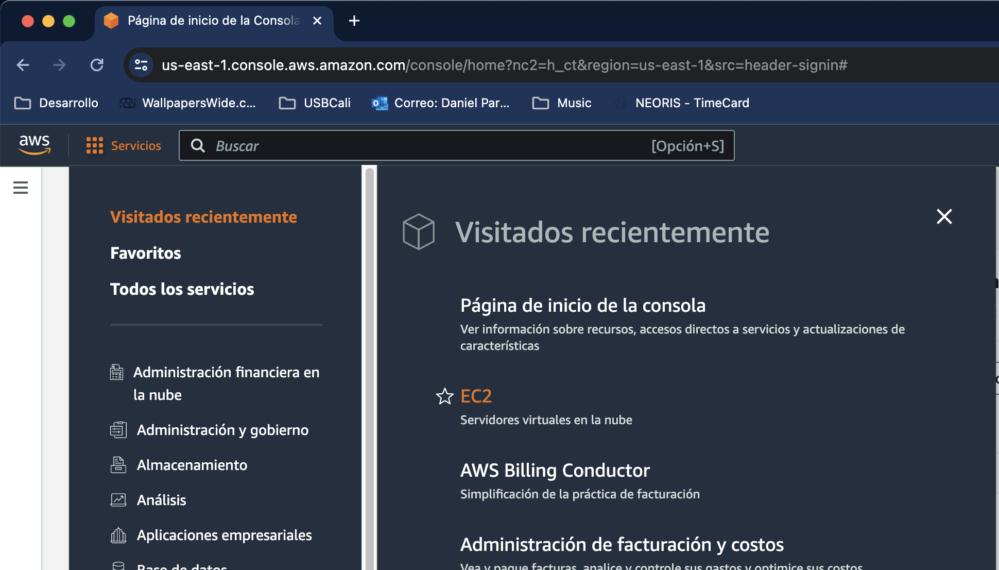 Página de inicio de la Consola
us-east-1.console.aws.amazon.com/console/home?nc2=h_ct&region=us-east-1&src=header-signin#
Desarrollo
WallpapersWide.c...
USBCali
Correo: Daniel Par...
Music
NEORIS - TimeCard
aws
Servicios
Buscar
[Opción+S]
Visitados recientemente
Favoritos
Todos los servicios
Administración financiera en
la nube
Administración y gobierno
Almacenamiento
Análisis
Aplicaciones empresariales
Base de datos
Visitados recientemente
Página de inicio de la consola
Ver información sobre recursos, accesos directos a servicios y actualizaciones de
características
EC2
Servidores virtuales en la nube
AWS Billing Conductor
Simplificación de la práctica de facturación
Administración de facturación y costos
Vea y pague facturas, analice y controle sus gastos y optimice sus costos